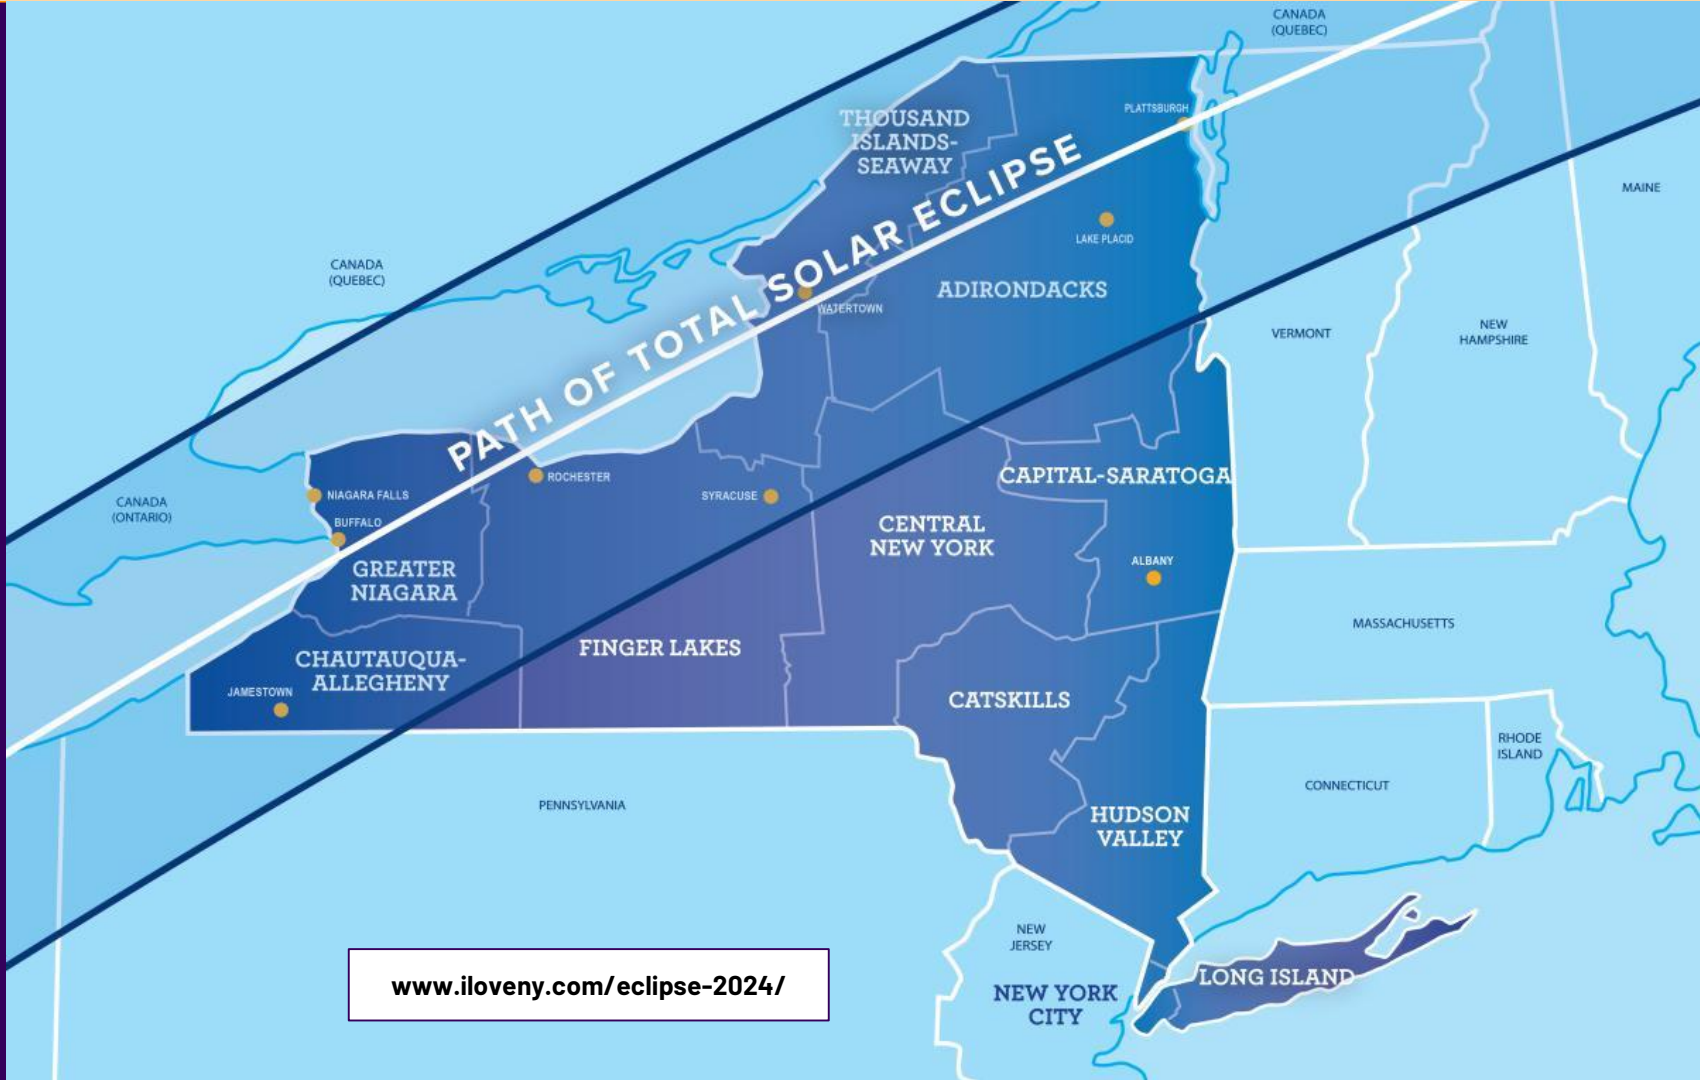 CANADA
(QUEBEC)
THOUSAND
ISLANDS-
SEAWAY
PLATTSBURGH
PATH OF TOTAL SOLAR ECLIPSE
MAINE
LAKE PLACID
CANADA
(QUEBEC)
ADIRONDACKS
WATERTOWN
VERMONT
NEW
HAMPSHIRE
CAPITAL-SARATOGA
ROCHESTER
NIAGARA FALLS
SYRACUSE
CANADA
(ONTARIO)
BUFFALO
CENTRAL
NEW YORK
GREATER
NIAGARA
ALBANY
MASSACHUSETTS
FINGER LAKES
CHAUTAUQUA-
ALLEGHENY
JAMESTOWN
CATSKILLS
RHODE
ISLAND
CONNECTICUT
PENNSYLVANIA
HUDSON
VALLEY
NEW
JERSEY
LONG ISLAND
www.iloveny.com/eclipse-2024/
NEW YORK
CITY